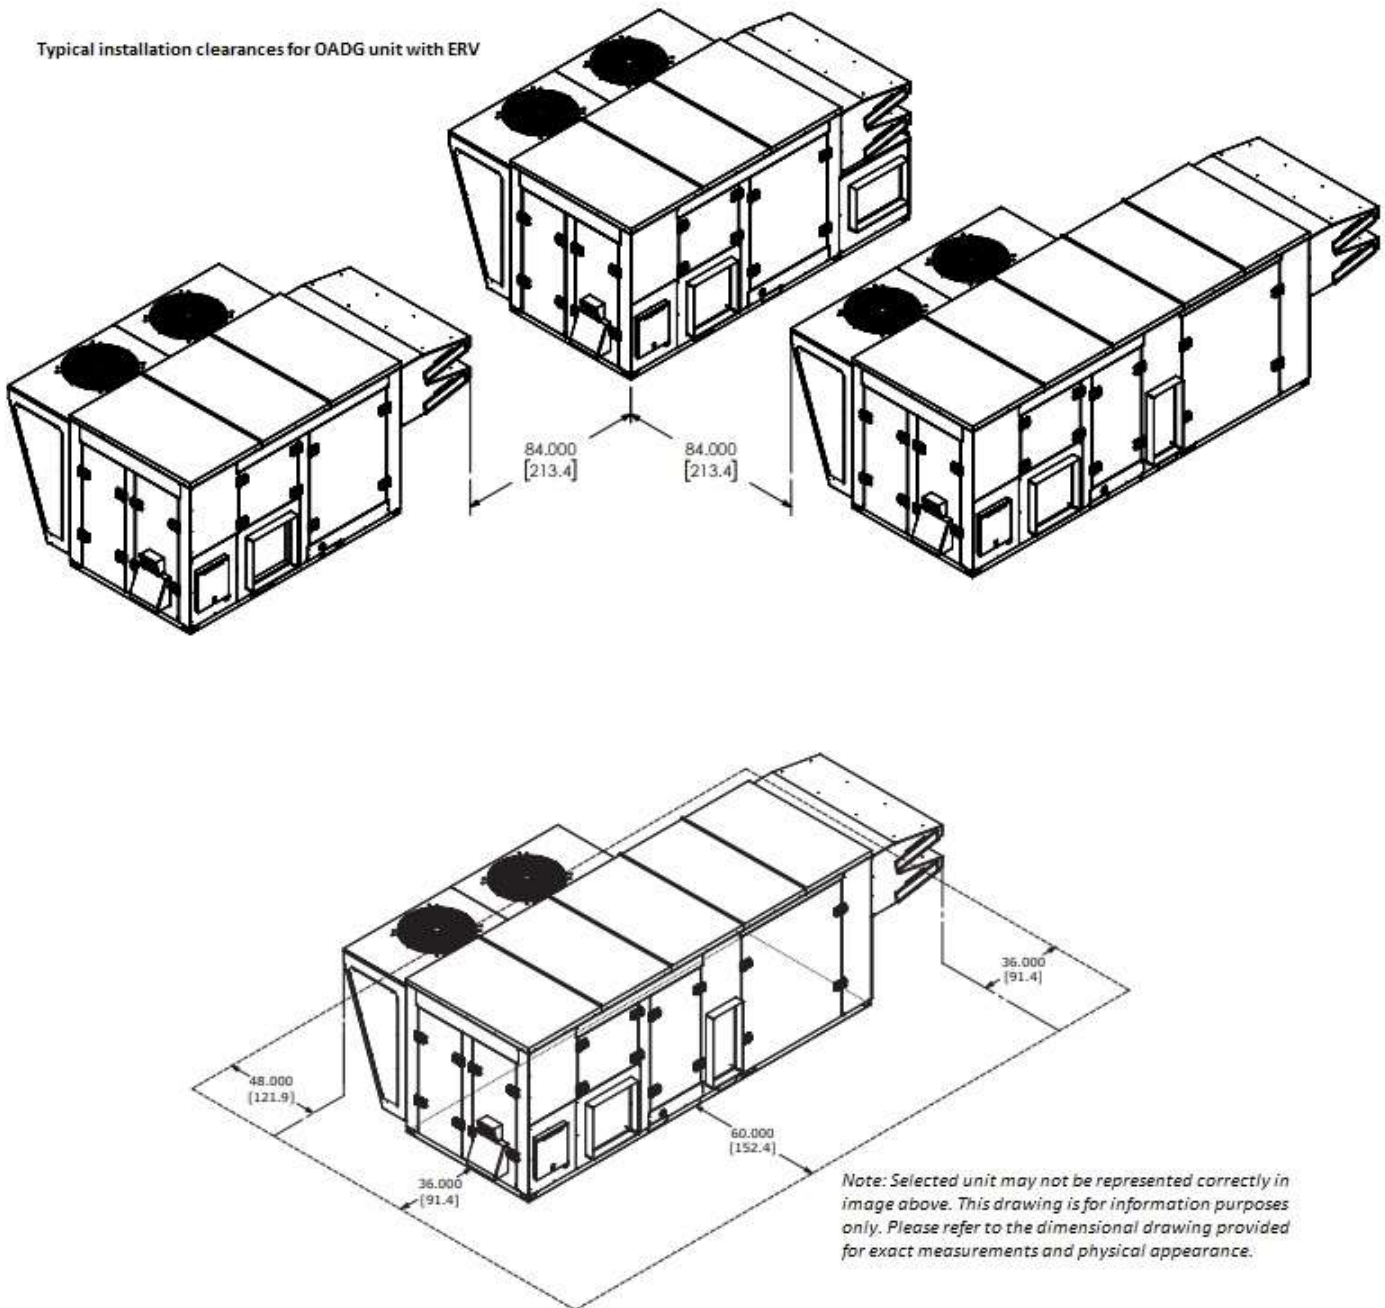 Typical installation clearances for OADG unit with ERV
84.000
[213.4]
84.000
[213.4]
36.000
[91.4]
48.000
[121.9]
60.000
[152.4]
36.000
[91.4]
Note: Selected unit may not be represented correctly in
image above. This drawing is for information purposes
only. Please refer to the dimensional drawing provided
for exact measurements and physical appearance.